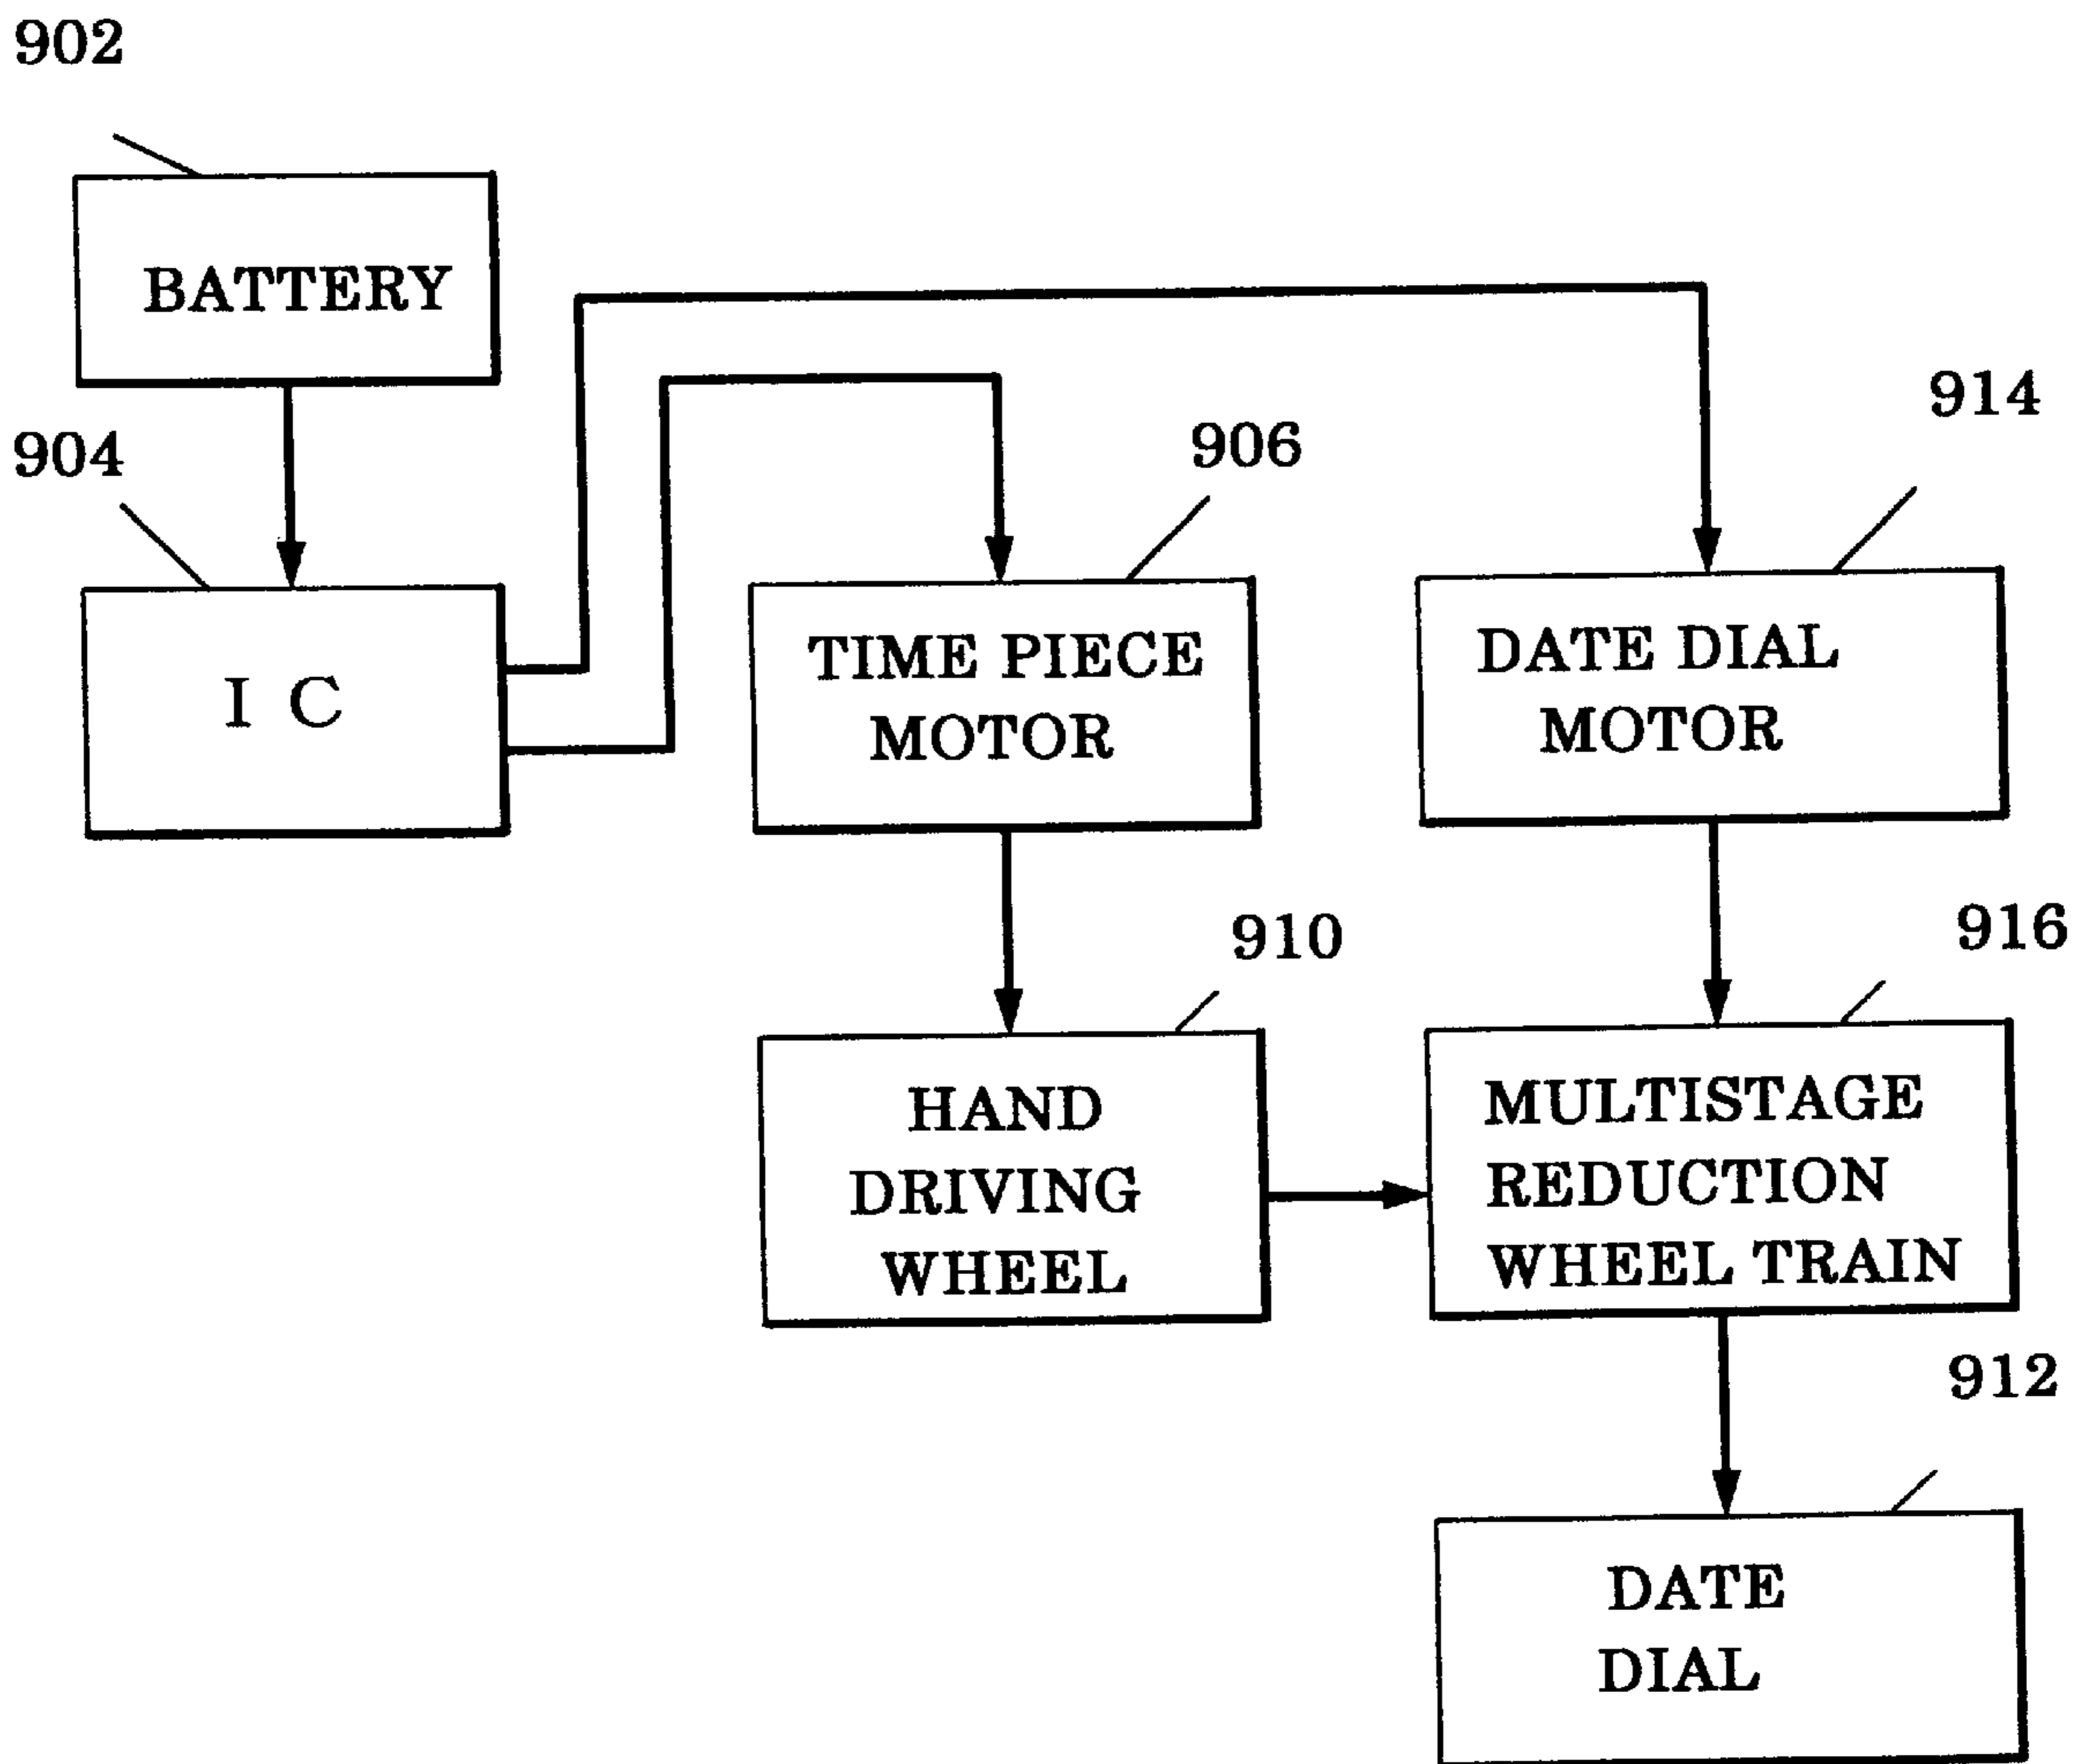 902
BATTERY
904
I C
906
TIME PIECE
MOTOR
914
DATE DIAL
MOTOR
910
HAND
DRIVING
WHEEL
916
MULTISTAGE
REDUCTION
WHEEL TRAIN
912
DATE
DIAL